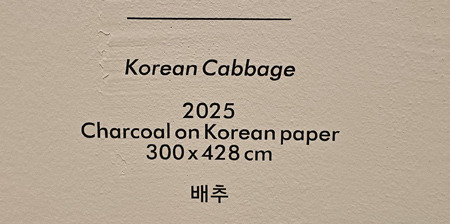 Korean Cabbage
2025
Charcoal on Korean paper
300 x 428 cm
배추